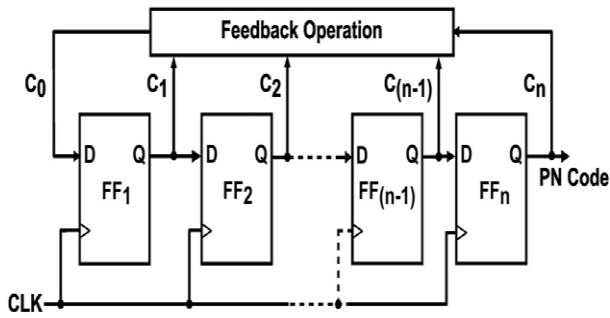 Feedback Operation
C0 C1 C2 C(n-1) Cn
D Q D Q D Q D Q
FF1 FF2 FF(n-1) FFn
PN Code
CLK